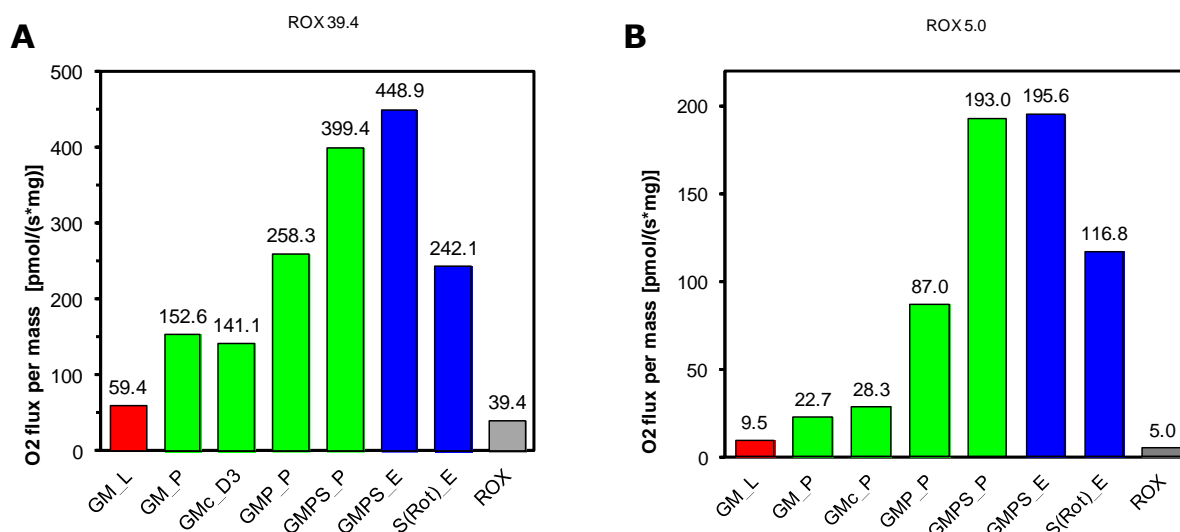 ROX 39.4
A
O2 flux per mass [pmol/(s*mg)]
500
400
300
200
100
0
59.4
152.6
141.1
258.3
399.4
448.9
242.1
39.4
GM_L
GM_P
GMc_D3
GMP_P
GMPS_P
GMPS_E
S(Rot)_E
ROX
ROX 5.0
B
O2 flux per mass [pmol/(s*mg)]
200
150
100
50
0
9.5
22.7
28.3
87.0
193.0
195.6
116.8
5.0
GM_L
GM_P
GMc_P
GMP_P
GMPS_P
GMPS_E
S(Rot)_E
ROX